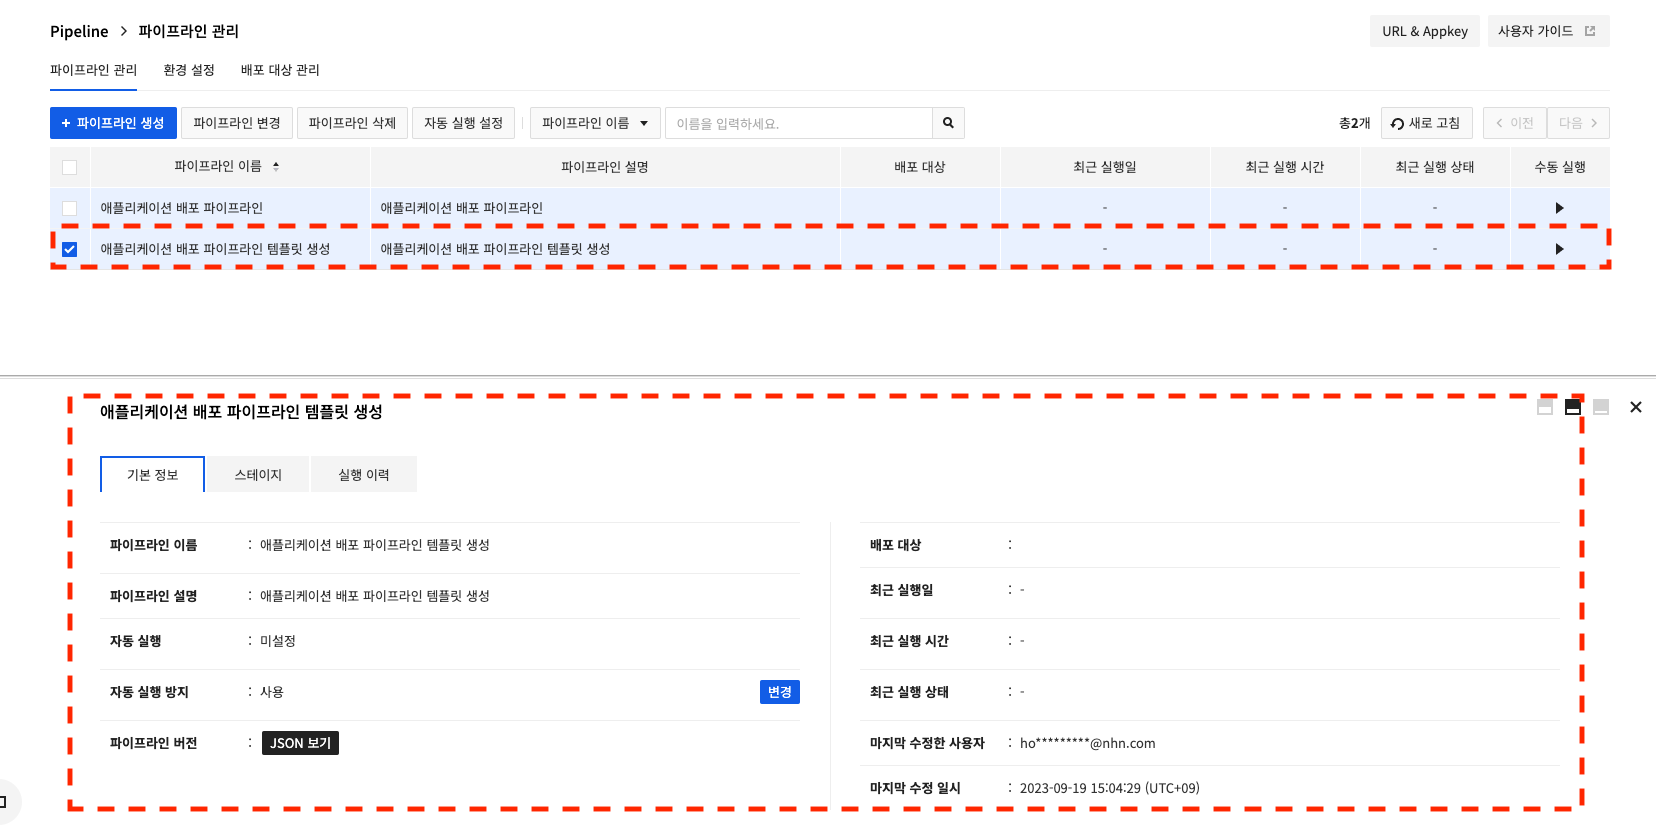 Pipeline > 파이프라인 관리
URL & Appkey
사용자 가이드
파이프라인 관리 환경 설정 배포 대상 관리
+ 파이프라인 생성 파이프라인 변경 파이프라인 삭제 자동 실행 설정 파이프라인 이름 이름을 입력하세요. 총2개 새로 고침 < 이전 다음 >
파이프라인 이름 파이프라인 설명 배포 대상 최근 실행일 최근 실행 시간 최근 실행 상태 수동 실행
애플리케이션 배포 파이프라인 애플리케이션 배포 파이프라인 - - -
애플리케이션 배포 파이프라인 템플릿 생성 애플리케이션 배포 파이프라인 템플릿 생성 - - -
애플리케이션 배포 파이프라인 템플릿 생성
기본 정보 스테이지 실행 이력
파이프라인 이름 : 애플리케이션 배포 파이프라인 템플릿 생성
파이프라인 설명 : 애플리케이션 배포 파이프라인 템플릿 생성
자동 실행 : 미설정
자동 실행 방지 : 사용 변경
파이프라인 버전 : JSON 보기
배포 대상 :
최근 실행일 : -
최근 실행 시간 : -
최근 실행 상태 : -
마지막 수정한 사용자 : ho*********@nhn.com
마지막 수정 일시 : 2023-09-19 15:04:29 (UTC+09)